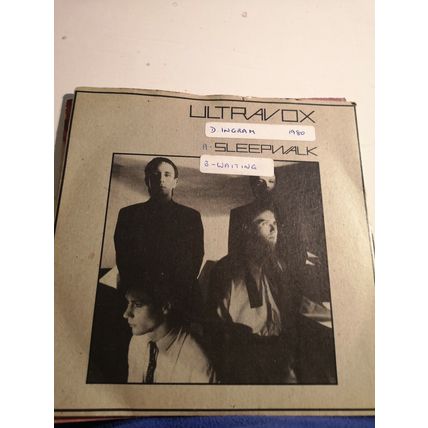 ULTRAVOX
D. INGRAM 1980
A: SLEEPWALK
B-WAITING